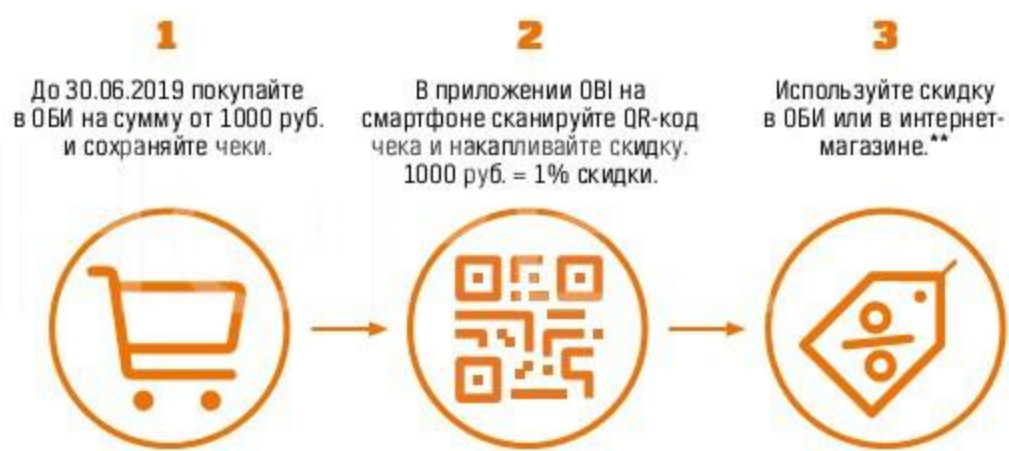 1
До 30.06.2019 покупайте
в ОБИ на сумму от 1000 руб.
и сохраняйте чеки.
2
В приложении OBI на
смартфоне сканируйте QR-код
чека и накапливайте скидку.
1000 руб. = 1% скидки.
3
Используйте скидку
в ОБИ или в интернет-
магазине.**